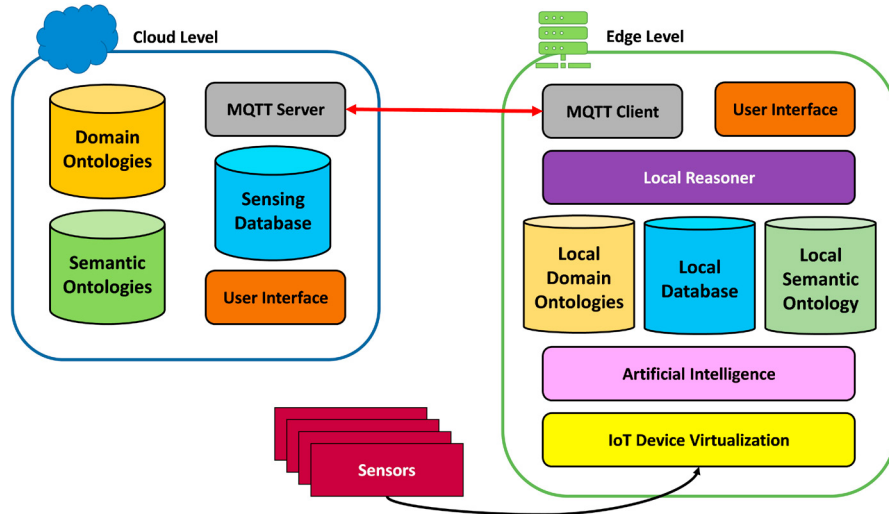 Cloud Level
Domain
Ontologies
Semantic
Ontologies
MQTT Server
Sensing
Database
User Interface
Edge Level
MQTT Client
User Interface
Local Reasoner
Local
Domain
Ontologies
Local
Database
Local
Semantic
Ontology
Artificial Intelligence
IoT Device Virtualization
Sensors